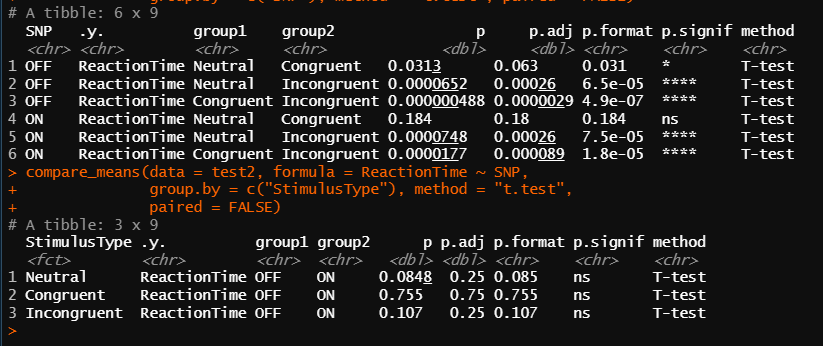 # A tibble: 6 x 9
SNP .y. group1 group2 p p.adj p.format p.signif method
<chr> <chr> <chr> <chr> <dbl> <dbl> <chr> <chr> <chr>
1 OFF ReactionTime Neutral Congruent 0.0313 0.063 0.031 * T-test
2 OFF ReactionTime Neutral Incongruent 0.0000652 0.00026 6.5e-05 **** T-test
3 OFF ReactionTime Congruent Incongruent 0.000000488 0.0000029 4.9e-07 **** T-test
4 ON ReactionTime Neutral Congruent 0.184 0.18 0.184 ns T-test
5 ON ReactionTime Neutral Incongruent 0.0000748 0.00026 7.5e-05 **** T-test
6 ON ReactionTime Congruent Incongruent 0.0000177 0.000089 1.8e-05 **** T-test
> compare_means(data = test2, formula = ReactionTime ~ SNP,
+ group.by = c("StimulusType"), method = "t.test",
+ paired = FALSE)
# A tibble: 3 x 9
StimulusType .y. group1 group2 p p.adj p.format p.signif method
<fct> <chr> <chr> <chr> <dbl> <dbl> <chr> <chr> <chr>
1 Neutral ReactionTime OFF ON 0.0848 0.25 0.085 ns T-test
2 Congruent ReactionTime OFF ON 0.755 0.75 0.755 ns T-test
3 Incongruent ReactionTime OFF ON 0.107 0.25 0.107 ns T-test
>